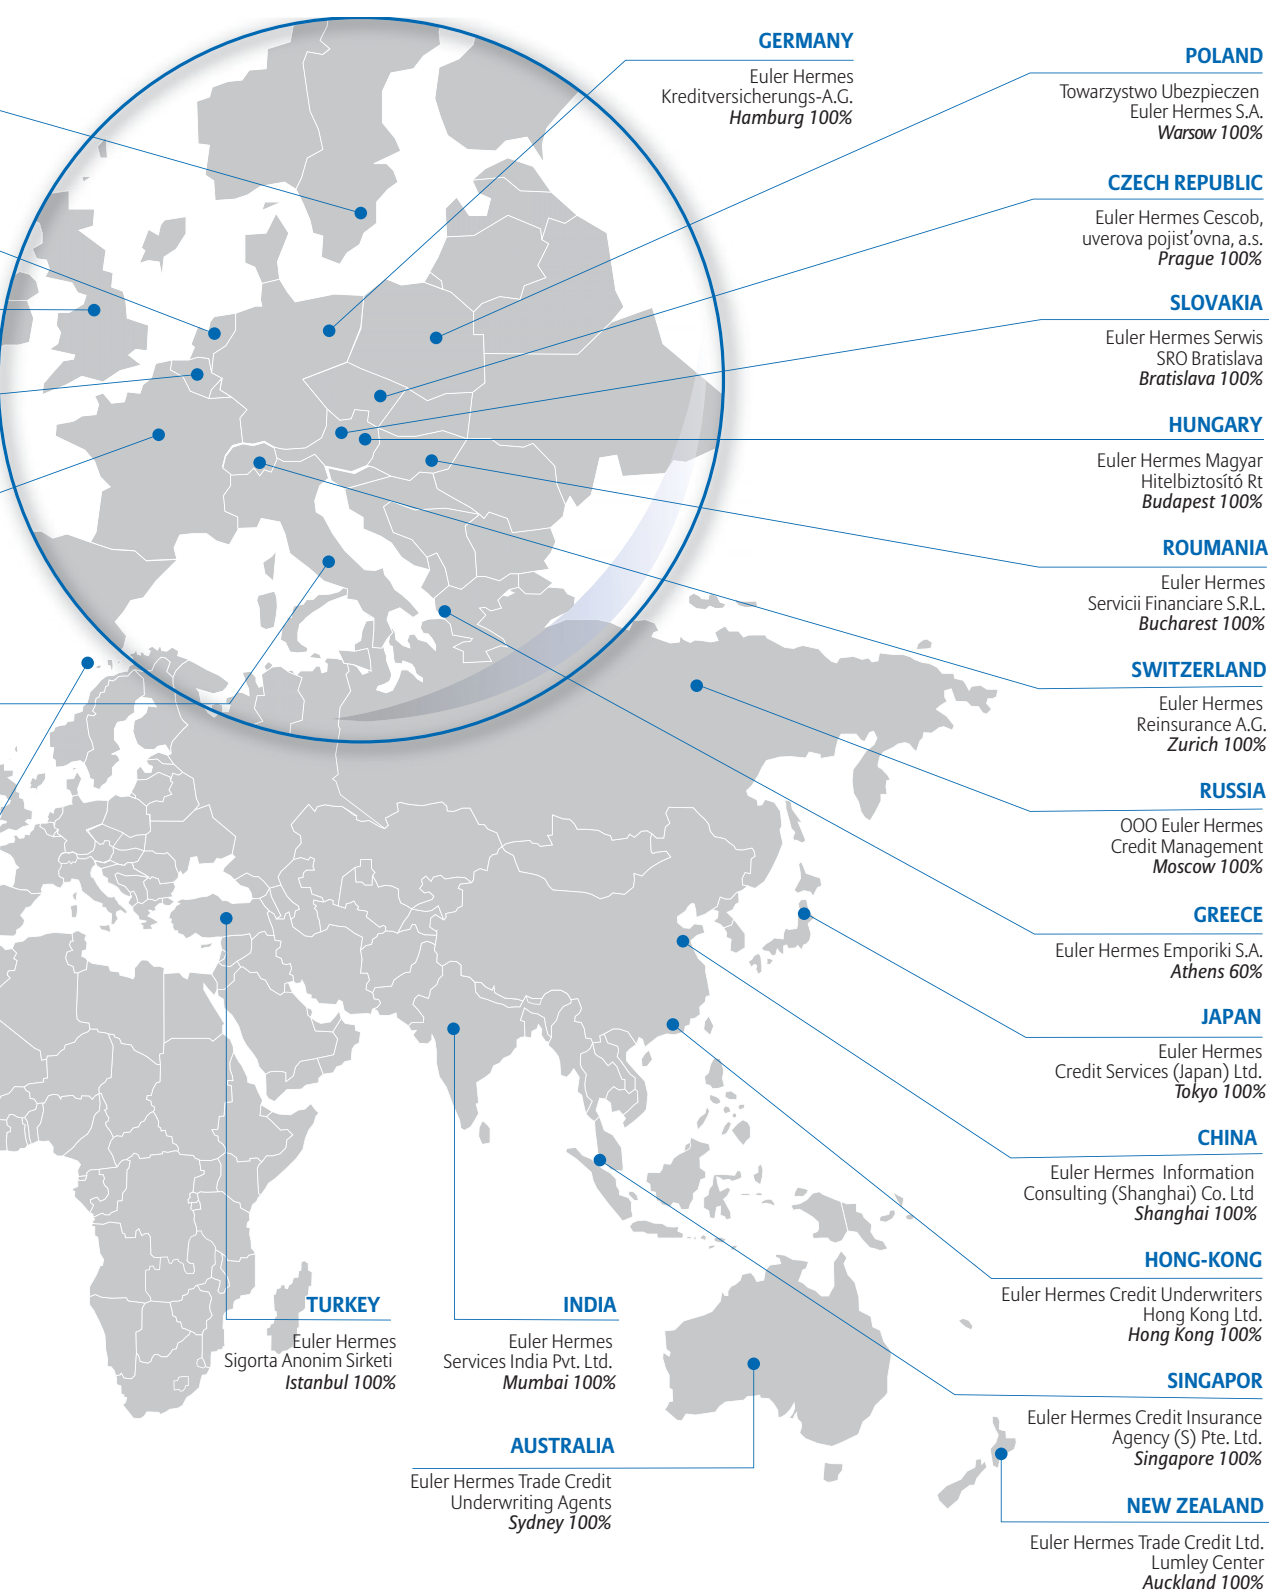 GERMANY
Euler Hermes
Kreditversicherungs-A.G.
Hamburg 100%
POLAND
Towarzystwo Ubezpieczen
Euler Hermes S.A.
Warsow 100%
CZECH REPUBLIC
Euler Hermes Cescob,
uverova pojist’ovna, a.s.
Prague 100%
SLOVAKIA
Euler Hermes Serwis
SRO Bratislava
Bratislava 100%
HUNGARY
Euler Hermes Magyar
Hitelbiztosító Rt
Budapest 100%
ROUMANIA
Euler Hermes
Servicii Financiare S.R.L.
Bucharest 100%
SWITZERLAND
Euler Hermes
Reinsurance A.G.
Zurich 100%
RUSSIA
OOO Euler Hermes
Credit Management
Moscow 100%
GREECE
Euler Hermes Emporiki S.A.
Athens 60%
JAPAN
Euler Hermes
Credit Services (Japan) Ltd.
Tokyo 100%
CHINA
Euler Hermes Information
Consulting (Shanghai) Co. Ltd
Shanghai 100%
HONG-KONG
Euler Hermes Credit Underwriters
Hong Kong Ltd.
Hong Kong 100%
SINGAPOR
Euler Hermes Credit Insurance
Agency (S) Pte. Ltd.
Singapore 100%
NEW ZEALAND
Euler Hermes Trade Credit Ltd.
Lumley Center
Auckland 100%
TURKEY
Euler Hermes
Sigorta Anonim Sirketi
Istanbul 100%
INDIA
Euler Hermes
Services India Pvt. Ltd.
Mumbai 100%
AUSTRALIA
Euler Hermes Trade Credit
Underwriting Agents
Sydney 100%